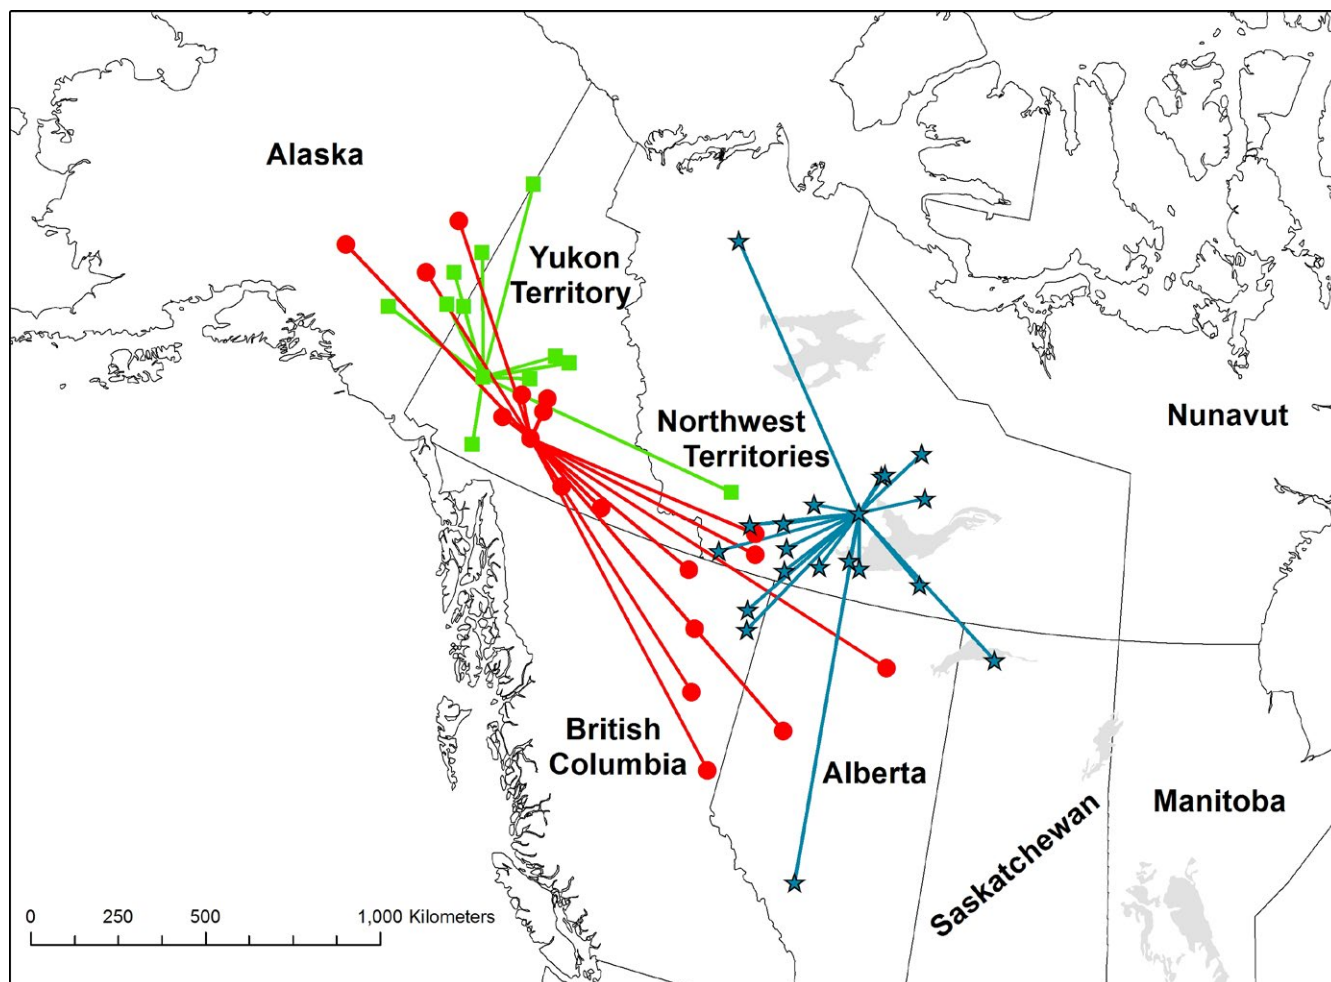 Alaska
Yukon
Territory
Northwest
Territories
Nunavut
British
Columbia
Alberta
Saskatchewan
Manitoba
0 250 500 1,000 Kilometers